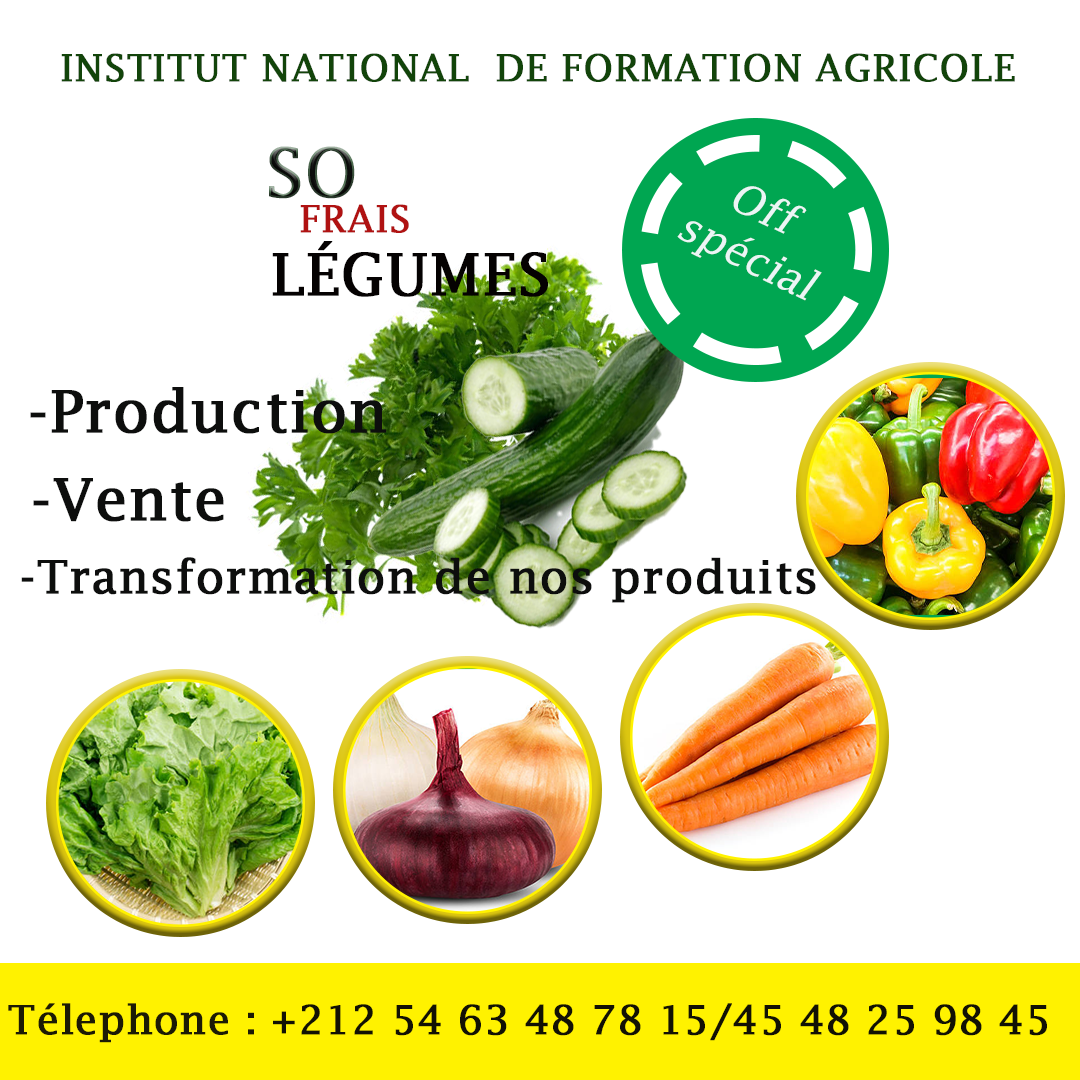 INSTITUT NATIONAL DE FORMATION AGRICOLE
SO
FRAIS
LÉGUMES
Off
spécial
-Production
-Vente
-Transformation de nos produits
Télephone : +212 54 63 48 78 15/45 48 25 98 45